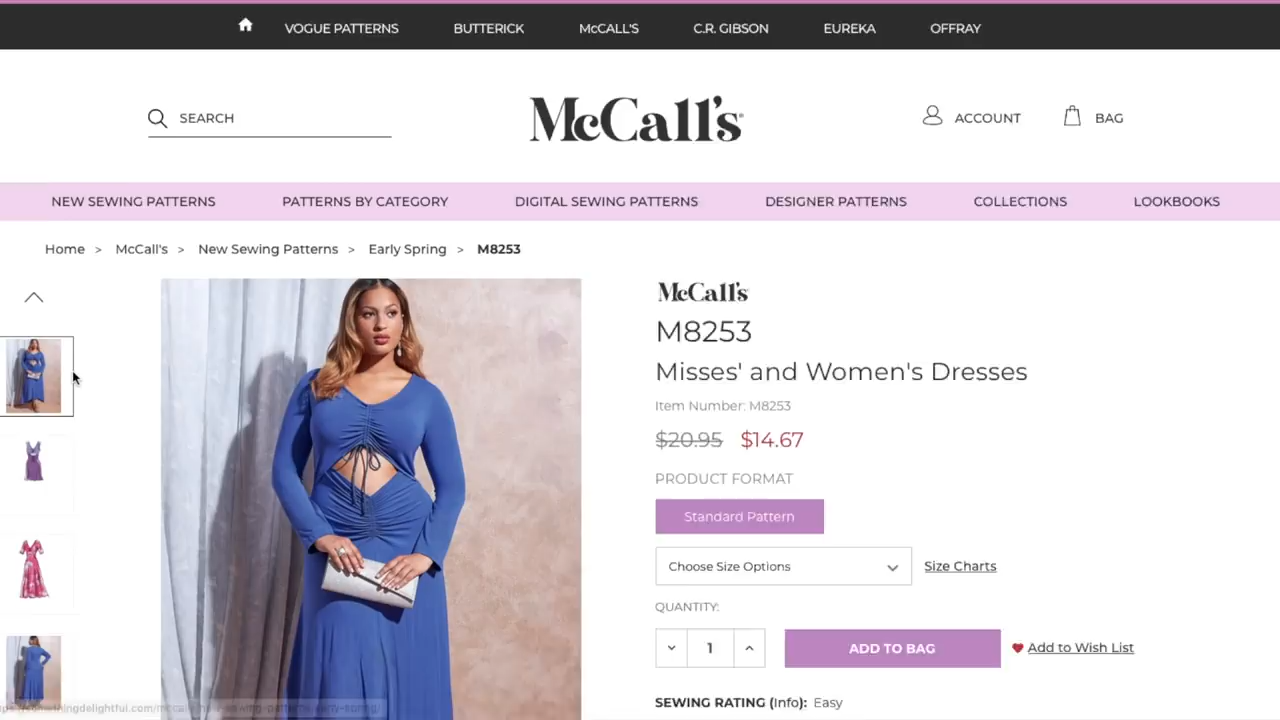 VOGUE PATTERNS BUTTERICK McCALL'S C.R. GIBSON EUREKA OFFRAY
SEARCH
McCall's
ACCOUNT
BAG
NEW SEWING PATTERNS PATTERNS BY CATEGORY DIGITAL SEWING PATTERNS DESIGNER PATTERNS COLLECTIONS LOOKBOOKS
Home > McCall's > New Sewing Patterns > Early Spring > M8253
McCall's
M8253
Misses' and Women's Dresses
Item Number: M8253
$20.95 $14.67
PRODUCT FORMAT
Standard Pattern
Choose Size Options
Size Charts
QUANTITY:
1
ADD TO BAG
Add to Wish List
SEWING RATING (Info): Easy